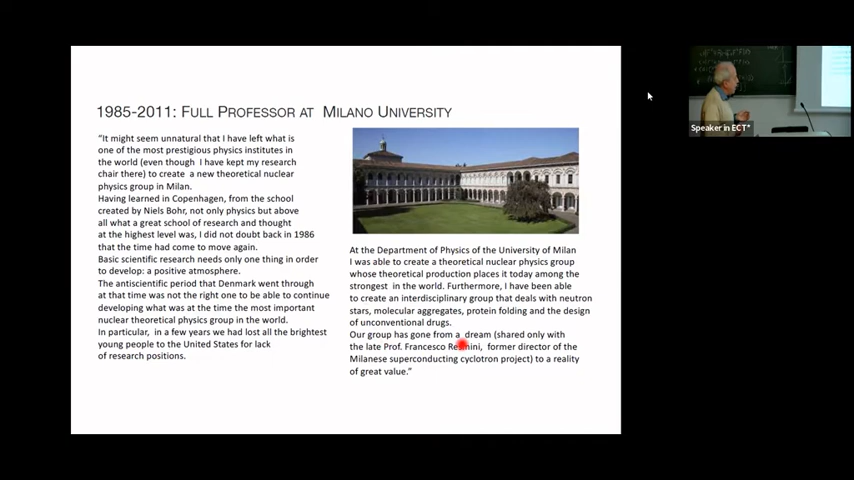 1985-2011: FULL PROFESSOR AT MILANO UNIVERSITY
"It might seem unnatural that I have left what is
one of the most prestigious physics institutes in
the world (even though I have kept my research
chair there) to create a new theoretical nuclear
physics group in Milan.
Having learned in Copenhagen, from the school
created by Niels Bohr, not only physics but above
all what a great school of research and thought
at the highest level was, I did not doubt back in 1986
that the time had come to move again.
Basic scientific research needs only one thing in order
to develop: a positive atmosphere.
The antiscientific period that Denmark went through
at that time was not the right one to be able to continue
developing what was at the time the most important
nuclear theoretical physics group in the world.
In particular, in a few years we had lost all the brightest
young people to the United States for lack
of research positions.
At the Department of Physics of the University of Milan
I was able to create a theoretical nuclear physics group
whose theoretical production places it today among the
strongest in the world. Furthermore, I have been able
to create an interdisciplinary group that deals with neutron
stars, molecular aggregates, protein folding and the design
of unconventional drugs.
Our group has gone from a dream (shared only with
the late Prof. Francesco former director of the
Milanese superconducting cyclotron project) to a reality
of great value."
Speaker in ECT*